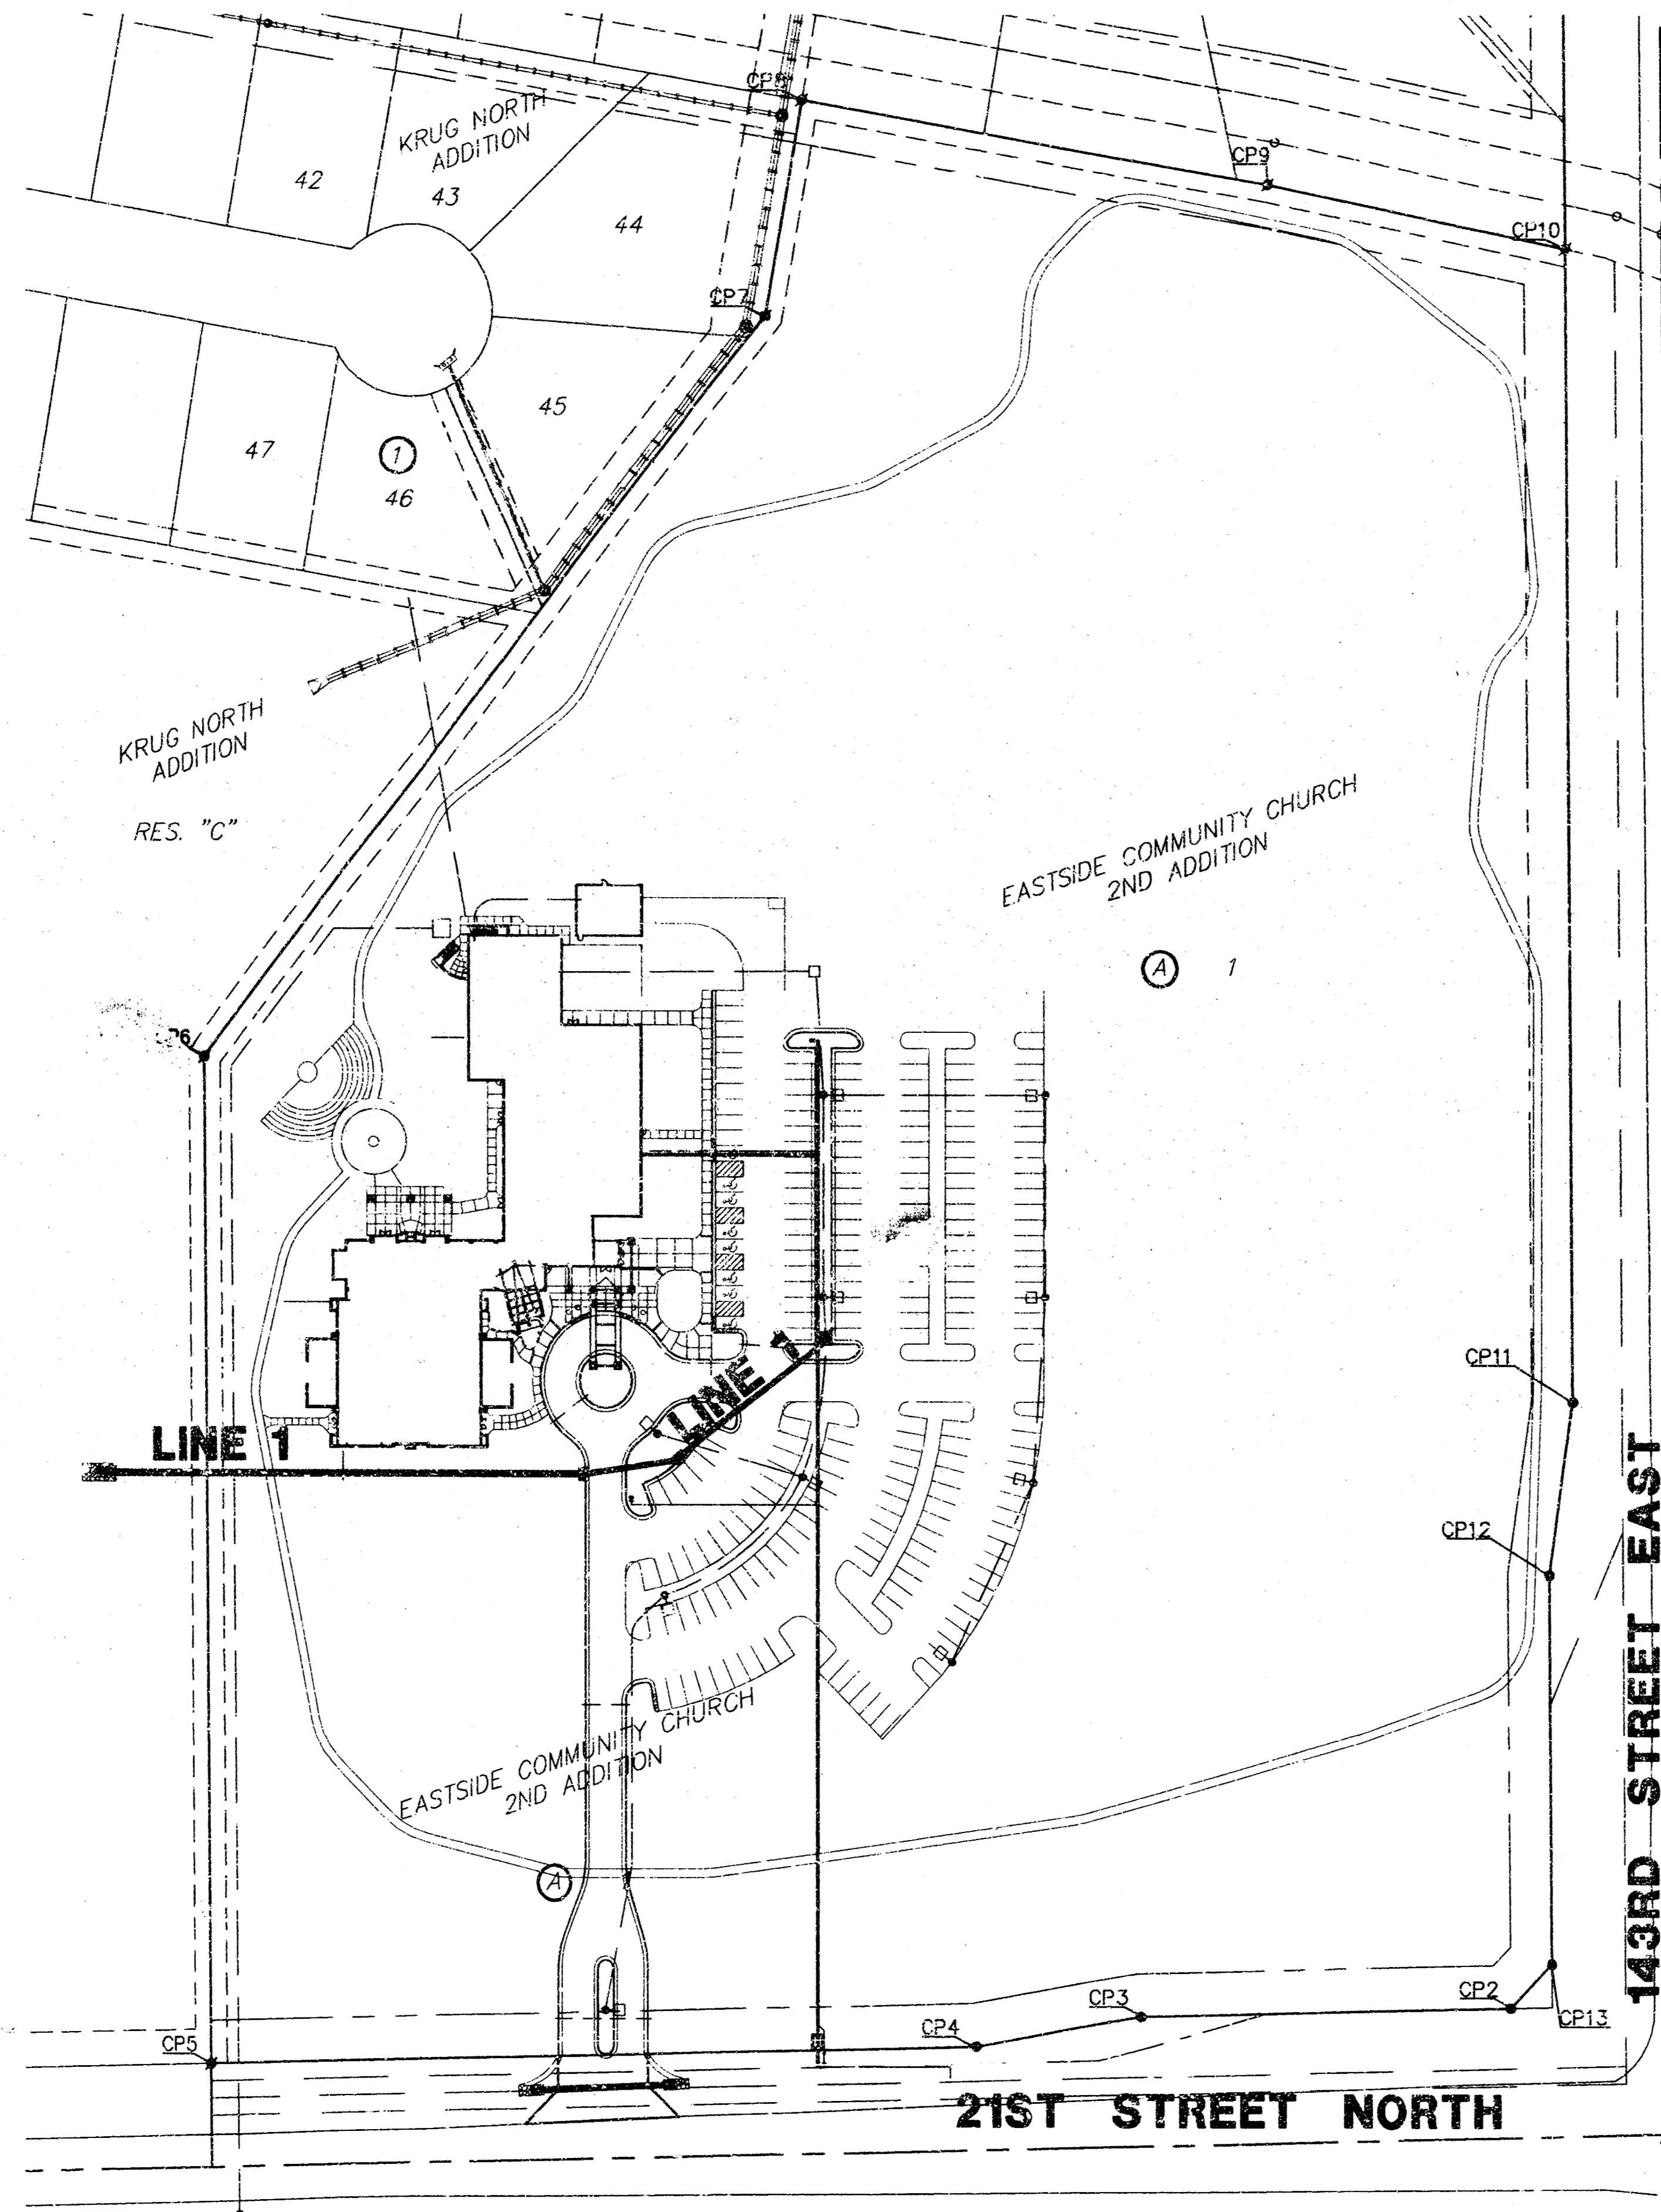 CP8
KRUG NORTH
ADDITION
42
43
44
CP9
CP10
CP7
45
47
1
46
KRUG NORTH
ADDITION
RES. "C"
EASTSIDE COMMUNITY CHURCH
2ND ADDITION
A 1
LINE 1
LINE 1
CP11
CP12
143RD STREET EAST
EASTSIDE COMMUNITY CHURCH
2ND ADDITION
A
CP2
CP3
CP13
CP4
CP5
21ST STREET NORTH